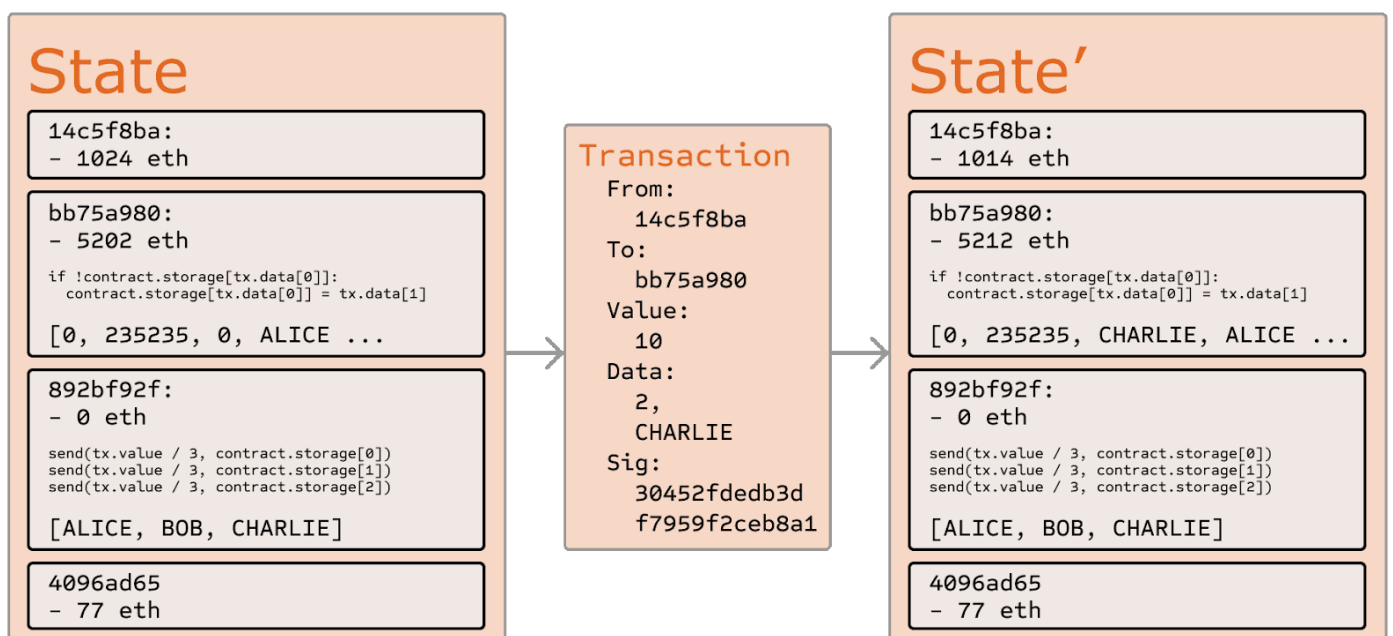 State
14c5f8ba:
- 1024 eth
bb75a980:
- 5202 eth
if !contract.storage[tx.data[0]]:
contract.storage[tx.data[0]] = tx.data[1]
[0, 235235, 0, ALICE ...
892bf92f:
- 0 eth
send(tx.value / 3, contract.storage[0])
send(tx.value / 3, contract.storage[1])
send(tx.value / 3, contract.storage[2])
[ALICE, BOB, CHARLIE]
4096ad65
- 77 eth
Transaction
From:
14c5f8ba
To:
bb75a980
Value:
10
Data:
2,
CHARLIE
Sig:
30452fdedb3d
f7959f2ceb8a1
State′
14c5f8ba:
- 1014 eth
bb75a980:
- 5212 eth
if !contract.storage[tx.data[0]]:
contract.storage[tx.data[0]] = tx.data[1]
[0, 235235, CHARLIE, ALICE ...
892bf92f:
- 0 eth
send(tx.value / 3, contract.storage[0])
send(tx.value / 3, contract.storage[1])
send(tx.value / 3, contract.storage[2])
[ALICE, BOB, CHARLIE]
4096ad65
- 77 eth